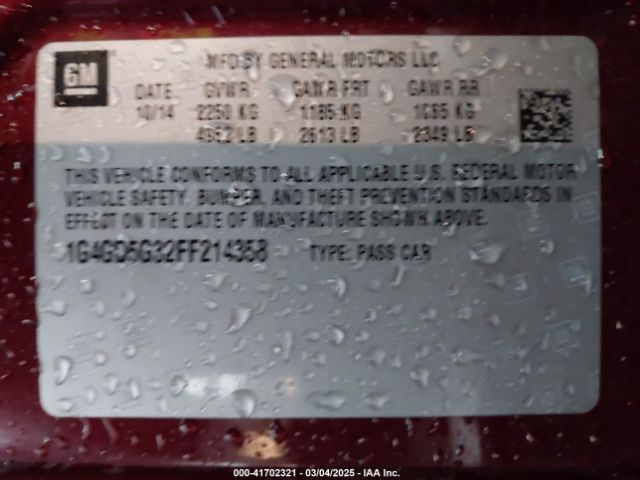 GM
MFD BY GENERAL MOTORS LLC
DATE GVWR GAWR FRT GAWR RR
10/14 2250 KG 1185 KG KG
LB 2613 LB LB
THIS VEHICLE CONFORMS TO ALL APPLICABLE U.S. FEDERAL MOTOR
VEHICLE SAFETY, BUMPER, AND THEFT PREVENTION STANDARDS IN
EFFECT ON THE DATE OF MANUFACTURE SHOWN ABOVE.
1G4GD5G32FF214358 TYPE: PASS CAR
000-41702321 - 03/04/2025 - IAA Inc.